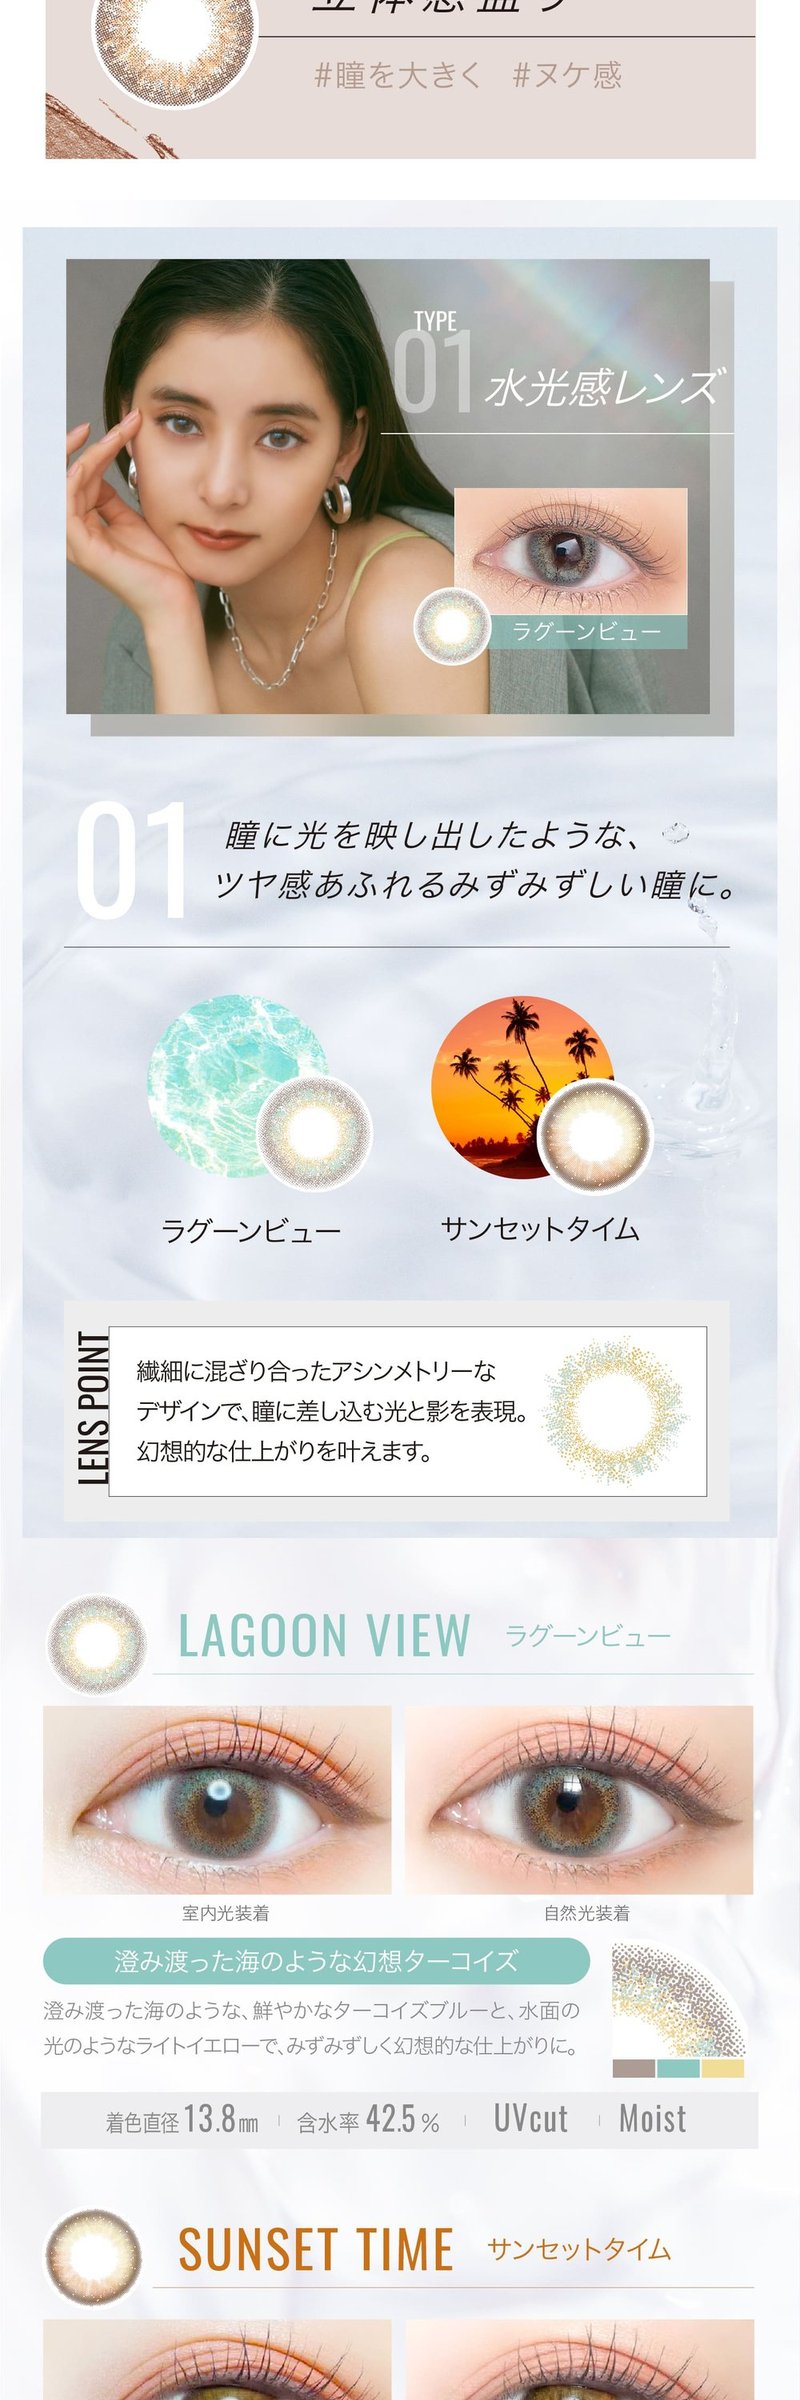 立体感盛り
#瞳を大きく #ヌケ感
TYPE
01 水光感レンズ
ラグーンビュー
01
瞳に光を映し出したような、
ツヤ感あふれるみずみずしい瞳に。
ラグーンビュー
サンセットタイム
LENS POINT
繊細に混ざり合ったアシンメトリーな
デザインで、瞳に差し込む光と影を表現。
幻想的な仕上がりを叶えます。
LAGOON VIEW ラグーンビュー
室内光装着
自然光装着
澄み渡った海のような幻想ターコイズ
澄み渡った海のような、鮮やかなターコイズブルーと、水面の
光のようなライトイエローで、みずみずしく幻想的な仕上がりに。
着色直径 13.8㎜ 含水率 42.5% UVcut Moist
SUNSET TIME サンセットタイム